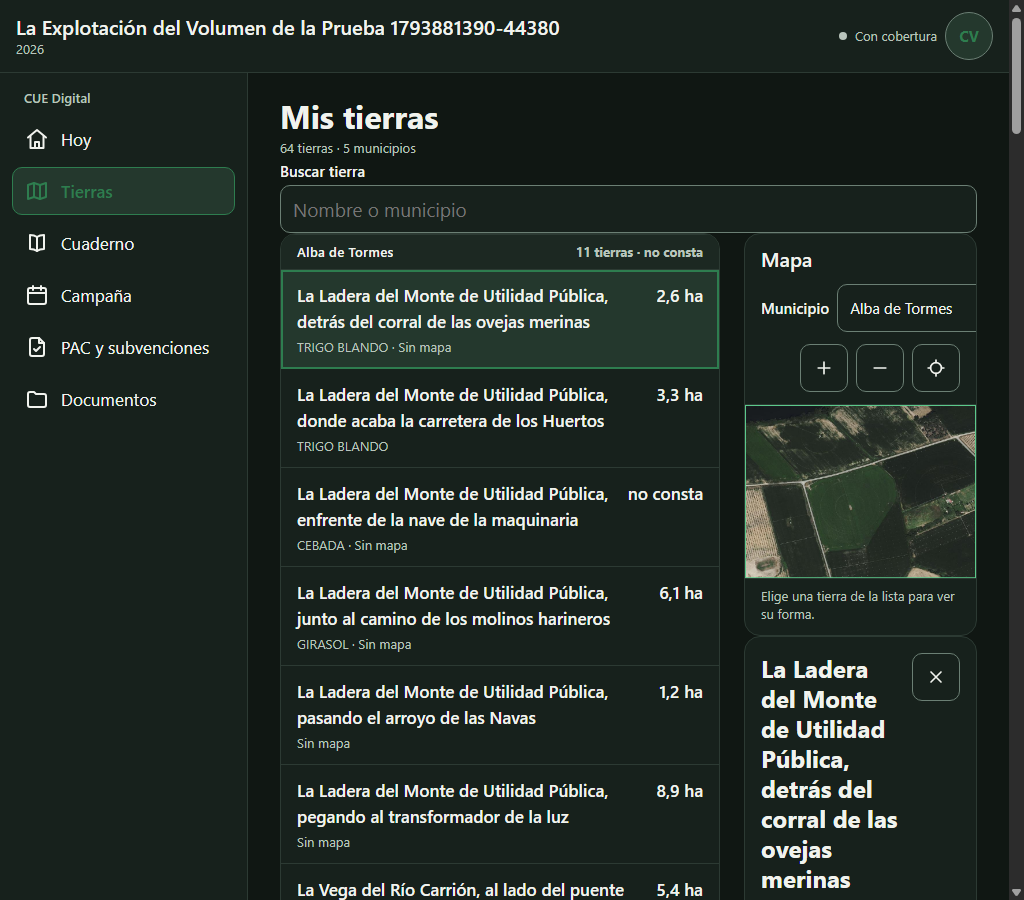 La Explotación del Volumen de la Prueba 1793881390-44380
2026
Con cobertura
CV
CUE Digital
Hoy
Tierras
Cuaderno
Campaña
PAC y subvenciones
Documentos
Mis tierras
64 tierras · 5 municipios
Buscar tierra
Nombre o municipio
Alba de Tormes
11 tierras · no consta
La Ladera del Monte de Utilidad Pública,
detrás del corral de las ovejas merinas
2,6 ha
TRIGO BLANDO · Sin mapa
La Ladera del Monte de Utilidad Pública,
donde acaba la carretera de los Huertos
3,3 ha
TRIGO BLANDO
La Ladera del Monte de Utilidad Pública,
enfrente de la nave de la maquinaria
no consta
CEBADA · Sin mapa
La Ladera del Monte de Utilidad Pública,
junto al camino de los molinos harineros
6,1 ha
GIRASOL · Sin mapa
La Ladera del Monte de Utilidad Pública,
pasando el arroyo de las Navas
1,2 ha
Sin mapa
La Ladera del Monte de Utilidad Pública,
pegando al transformador de la luz
8,9 ha
Sin mapa
La Vega del Río Carrión, al lado del puente
5,4 ha
Mapa
Municipio
Alba de Tormes
Elige una tierra de la lista para ver
su forma.
La Ladera
del Monte
de Utilidad
Pública,
detrás del
corral de las
ovejas
merinas